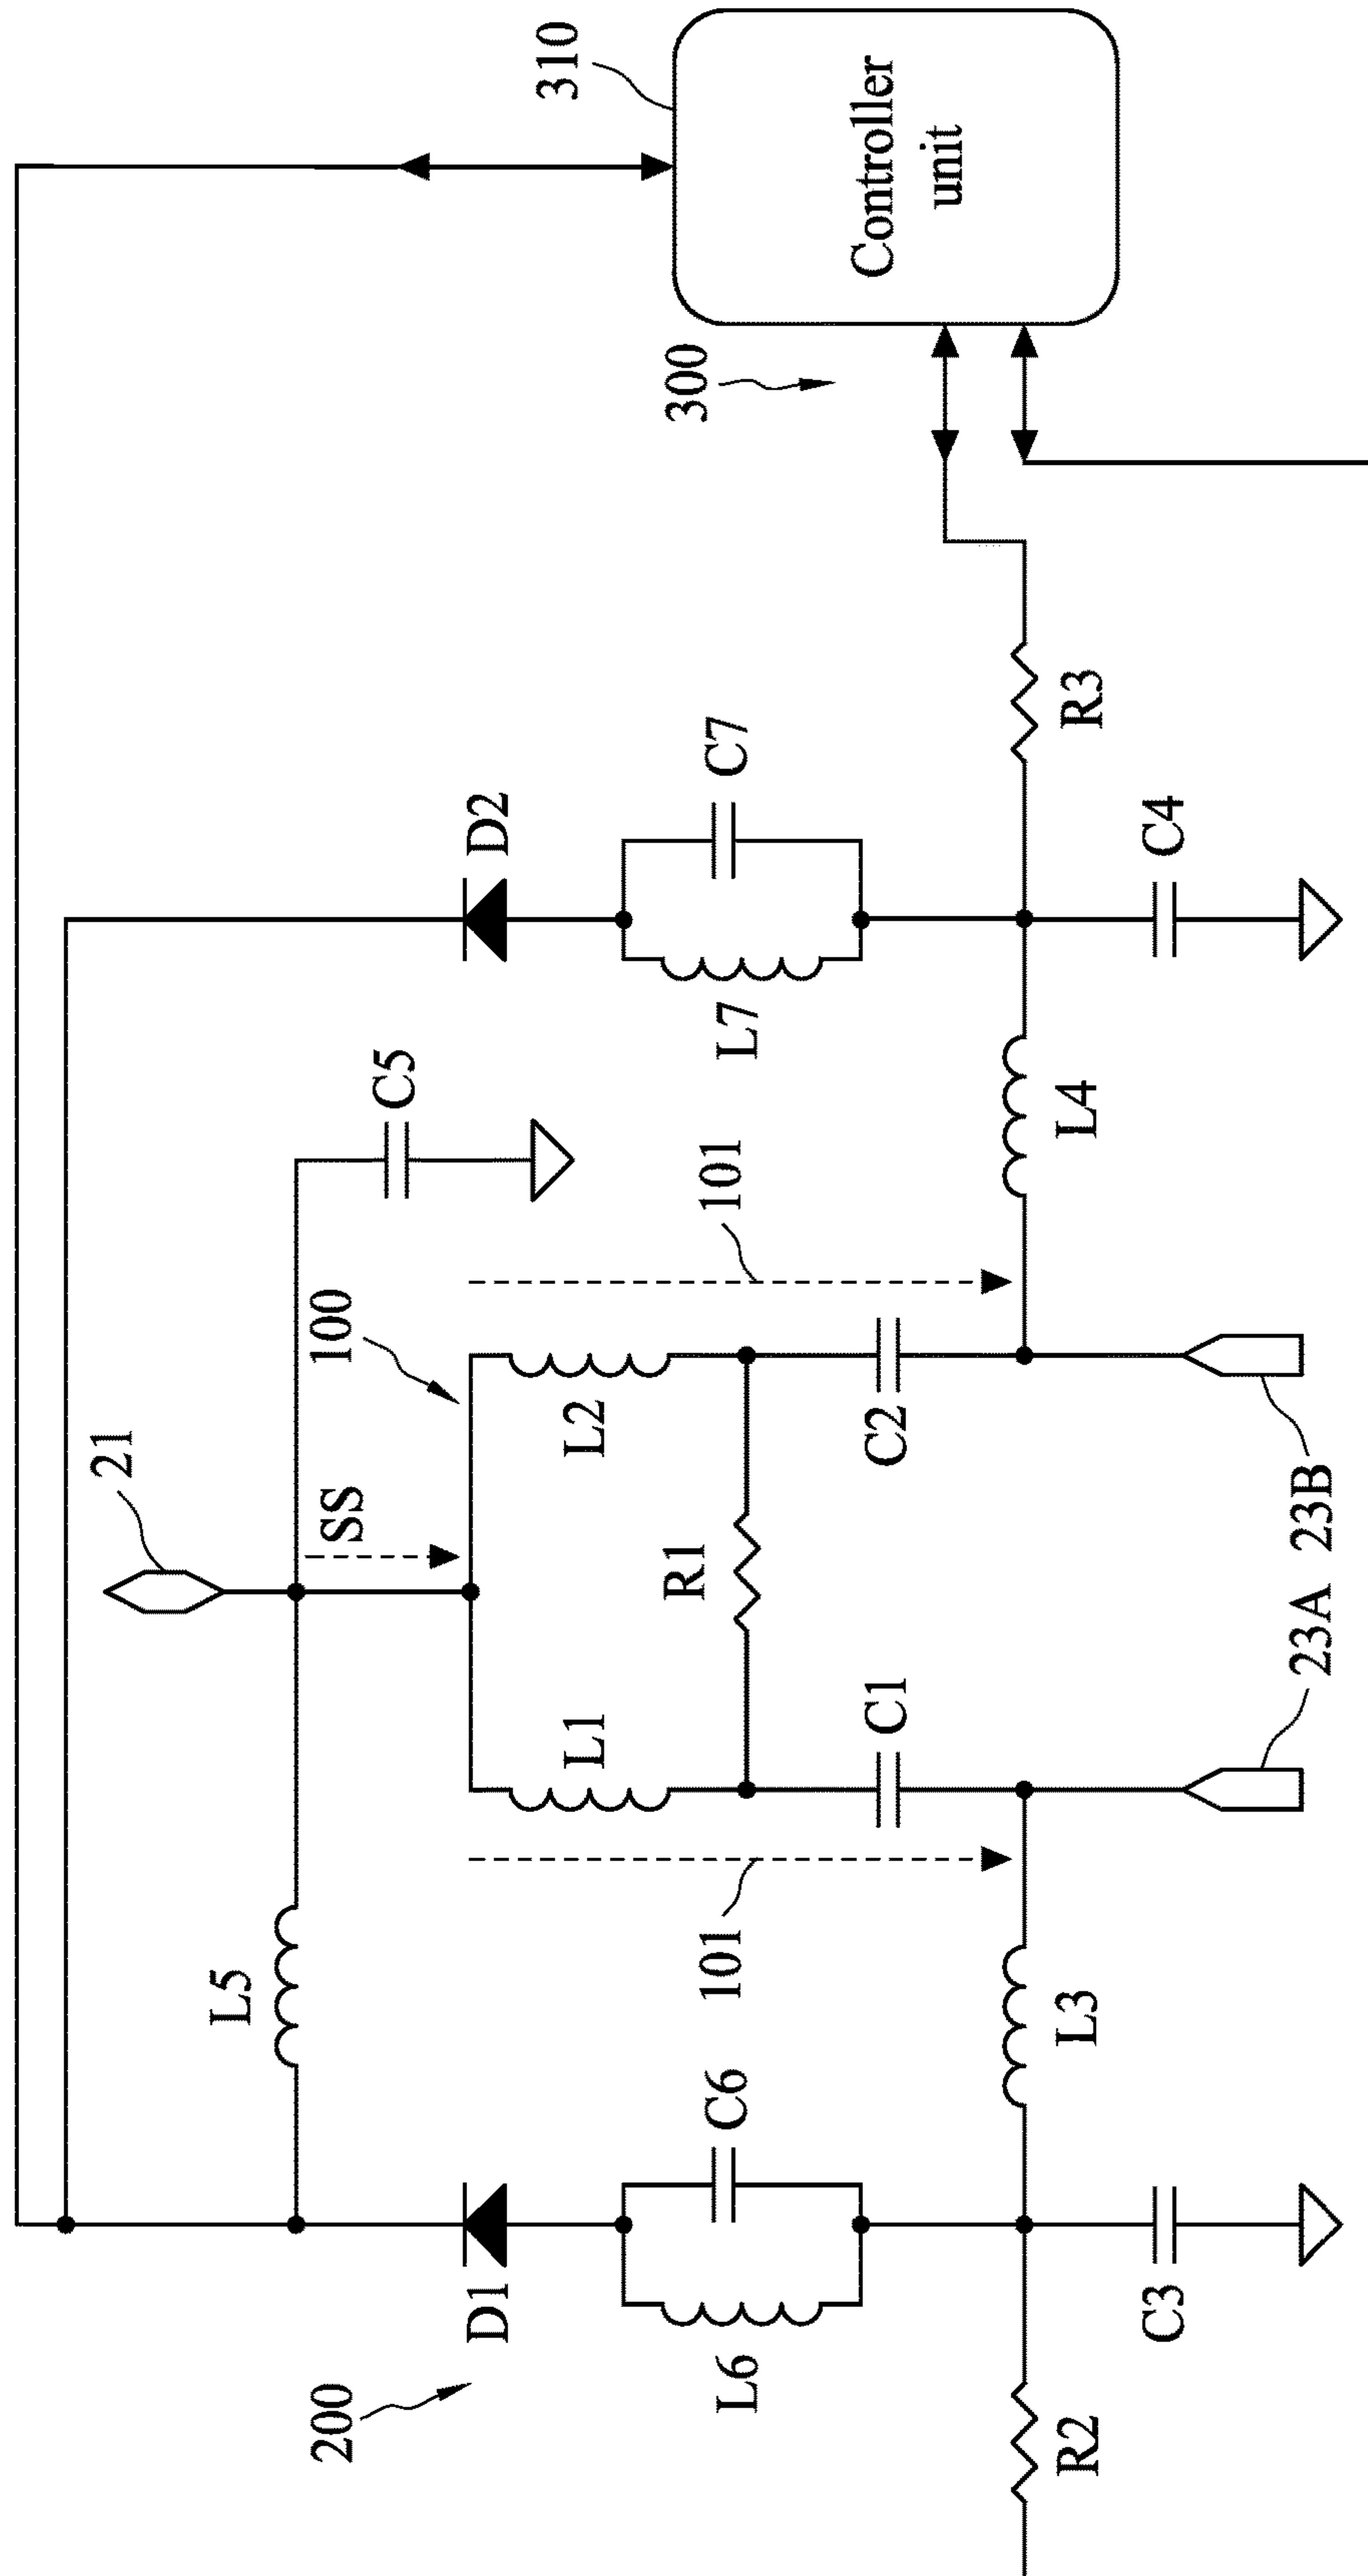 200
D1
L6
C6
R2
C3
L3
L5
21
SS
100
101
L1
R1
C1
L2
C2
23A
23B
101
C5
L4
D2
L7
C7
C4
R3
300
310
Controller
unit